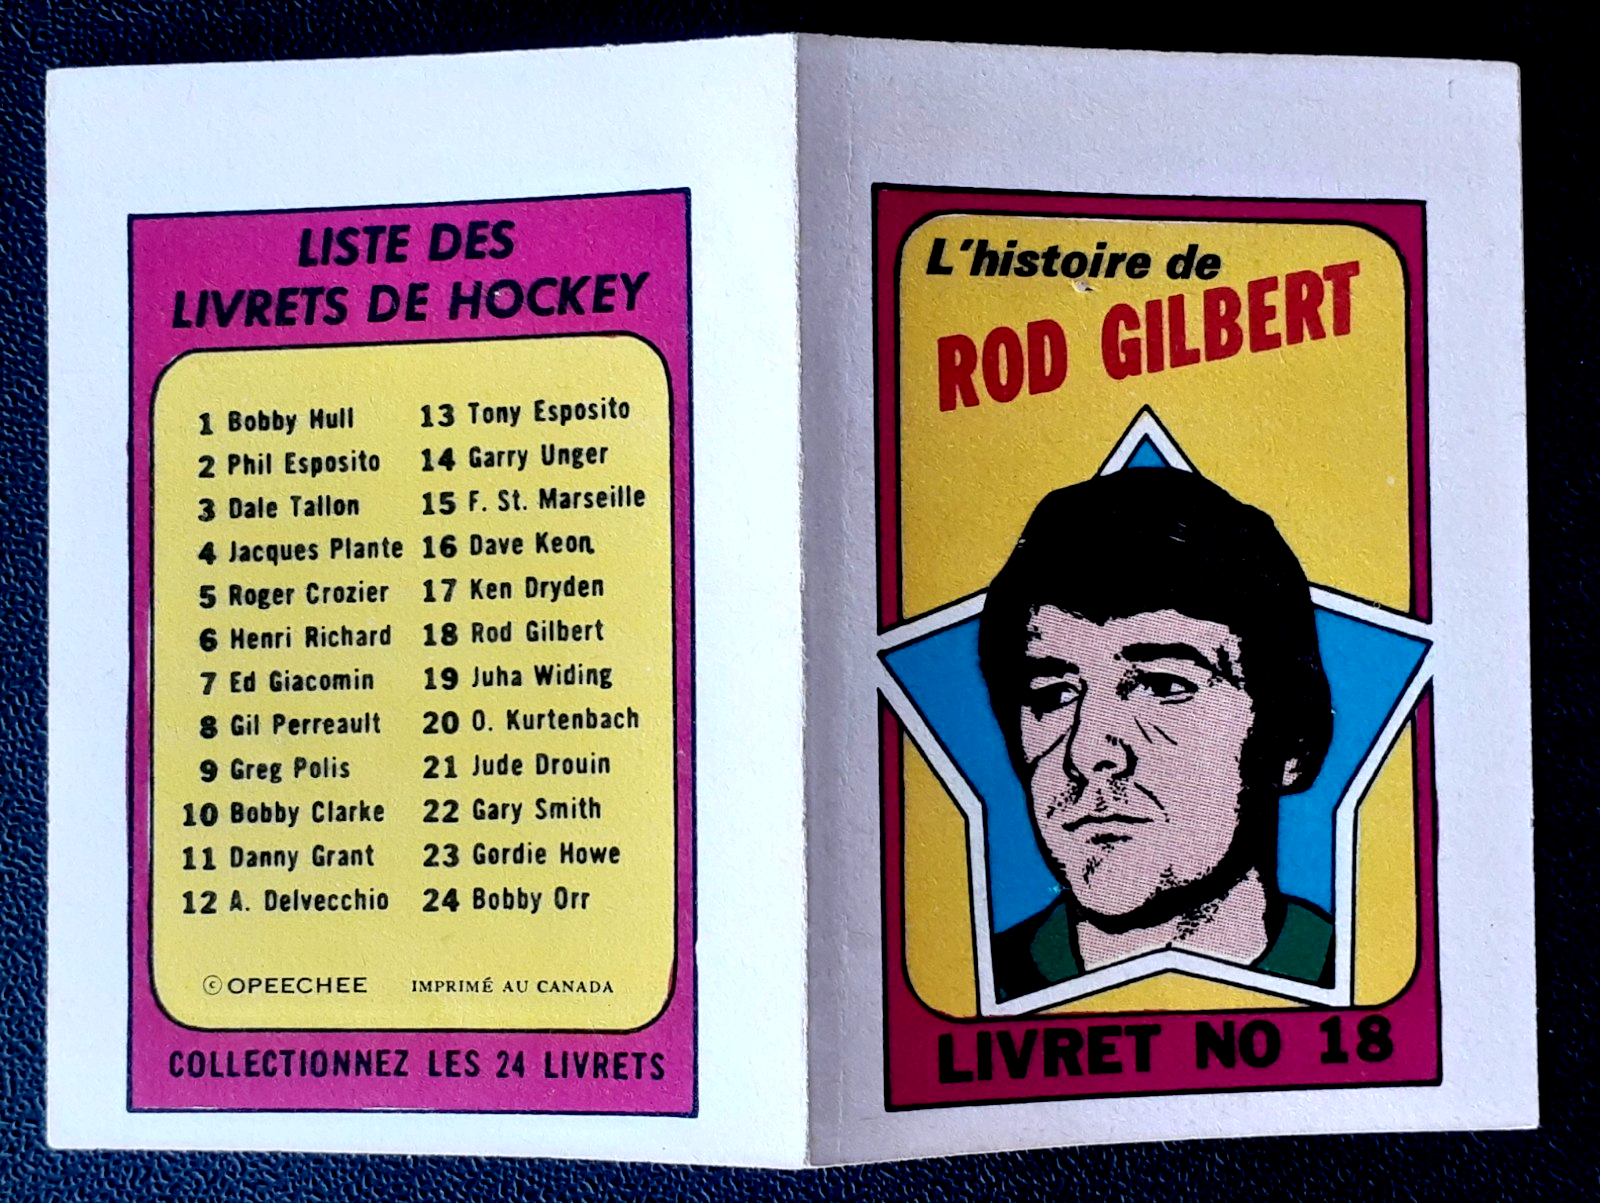 LISTE DES
LIVRETS DE HOCKEY
1 Bobby Hull
2 Phil Esposito
3 Dale Tallon
4 Jacques Plante
5 Roger Crozier
6 Henri Richard
7 Ed Giacomin
8 Gil Perreault
9 Greg Polis
10 Bobby Clarke
11 Danny Grant
12 A. Delvecchio
13 Tony Esposito
14 Garry Unger
15 F. St. Marseille
16 Dave Keon
17 Ken Dryden
18 Rod Gilbert
19 Juha Widing
20 O. Kurtenbach
21 Jude Drouin
22 Gary Smith
23 Gordie Howe
24 Bobby Orr
©OPEECHEE IMPRIMÉ AU CANADA
COLLECTIONNEZ LES 24 LIVRETS
L'histoire de
ROD GILBERT
LIVRET NO 18